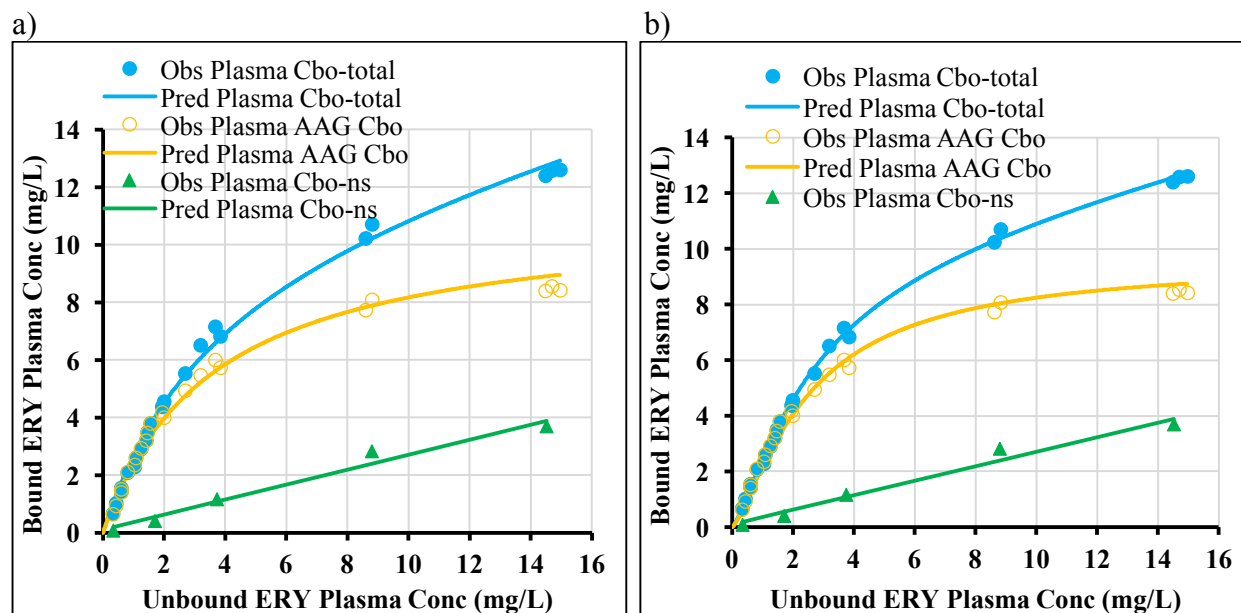 a)
Obs Plasma Cbo-total
Pred Plasma Cbo-total
Obs Plasma AAG Cbo
Pred Plasma AAG Cbo
Obs Plasma Cbo-ns
Pred Plasma Cbo-ns
Bound ERY Plasma Conc (mg/L)
14
12
10
8
6
4
2
0
0 2 4 6 8 10 12 14 16
Unbound ERY Plasma Conc (mg/L)
b)
Obs Plasma Cbo-total
Pred Plasma Cbo-total
Obs Plasma AAG Cbo
Pred Plasma AAG Cbo
Obs Plasma Cbo-ns
Bound ERY Plasma Conc (mg/L)
14
12
10
8
6
4
2
0
0 2 4 6 8 10 12 14 16
Unbound ERY Plasma Conc (mg/L)